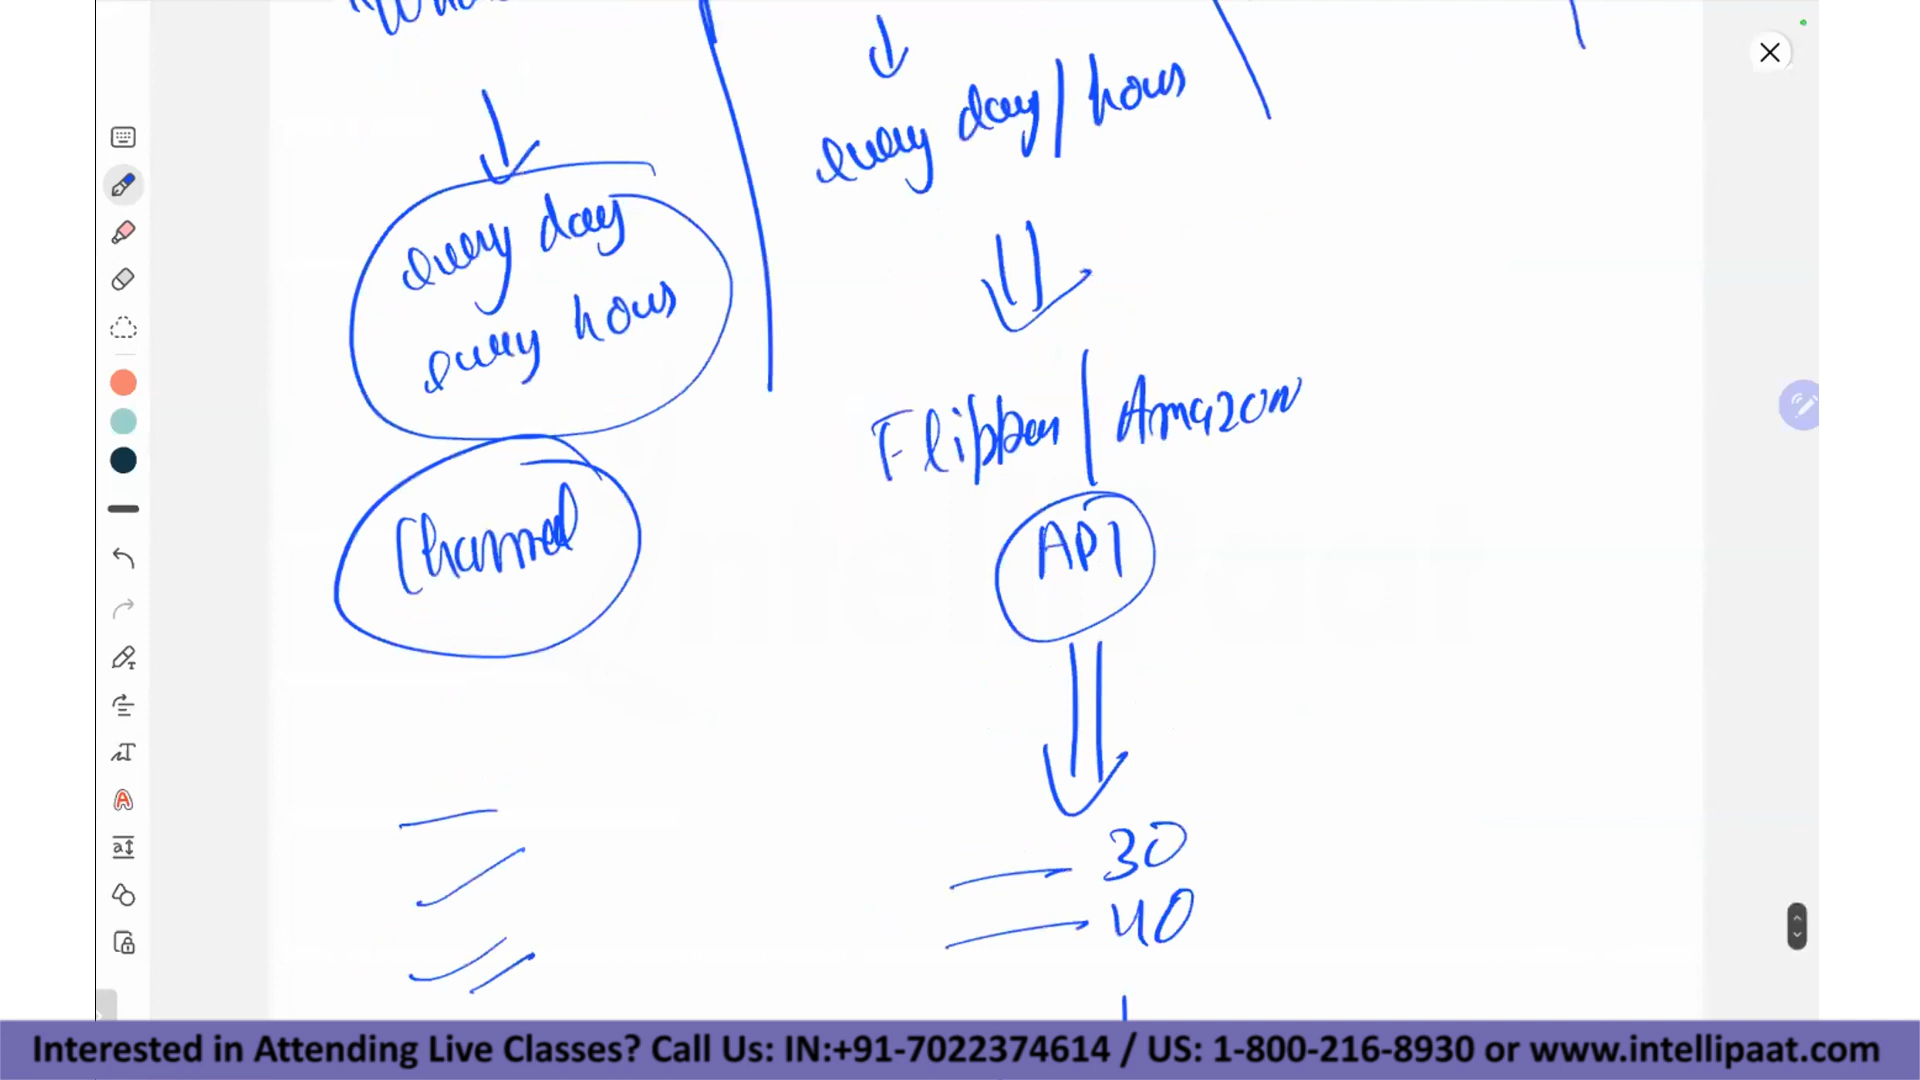 every day
every hour
Channel
every day / hour
Flipper / Amazon
API
30
40
Interested in Attending Live Classes? Call Us: IN:+91-7022374614 / US: 1-800-216-8930 or www.intellipaat.com